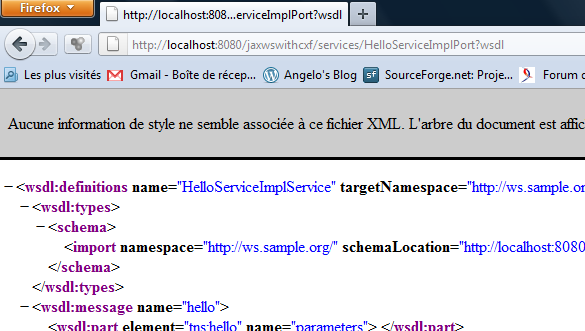 Firefox
http://localhost:808...erviceImplPort?wsdl
http://localhost:8080/jaxwswithcxf/services/HelloServiceImplPort?wsdl
Les plus visités Gmail - Boîte de récep... Angelo's Blog SourceForge.net: Proje... Forum d
Aucune information de style ne semble associée à ce fichier XML. L'arbre du document est affic
− <wsdl:definitions name="HelloServiceImplService" targetNamespace="http://ws.sample.or
− <wsdl:types>
− <schema>
<import namespace="http://ws.sample.org/" schemaLocation="http://localhost:8080
</schema>
</wsdl:types>
− <wsdl:message name="hello">
<wsdl:part element="tns:hello" name="parameters"> </wsdl:part>